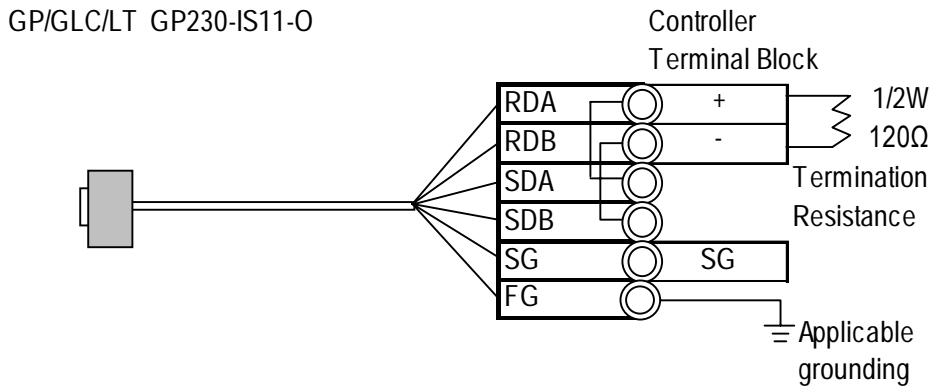 GP/GLC/LT GP230-IS11-O
Controller
Terminal Block
RDA + 1/2W
RDB - 120Ω
SDA Termination
SDB Resistance
SG SG
FG
Applicable
grounding